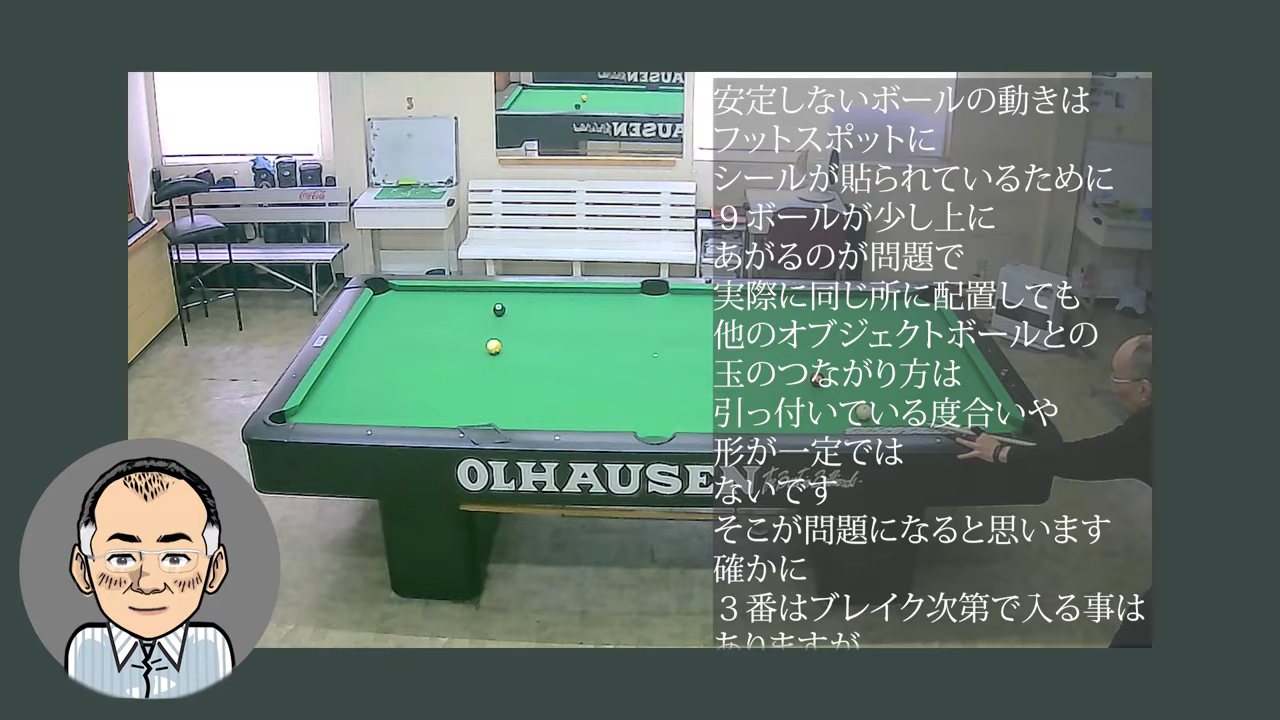 安定しないボールの動きは
フットスポットに
シールが貼られているために
９ボールが少し上に
あがるのが問題で
実際に同じ所に配置しても
他のオブジェクトボールとの
玉のつながり方は
引っ付いている度合いや
形が一定では
ないです
そこが問題になると思います
確かに
３番はブレイク次第で入る事は
ありますが
Coca-Cola
OLHAUSEN